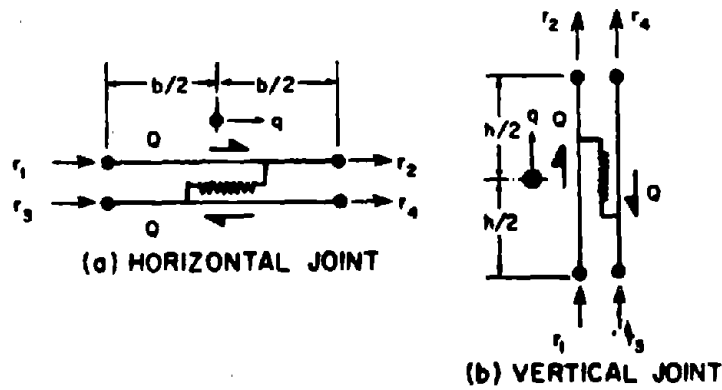 b/2 b/2
q
Q
r₁ r₂
r₃ r₄
Q
(a) HORIZONTAL JOINT
r₂ r₄
h/2
q Q
Q
h/2
r₁ r₃
(b) VERTICAL JOINT